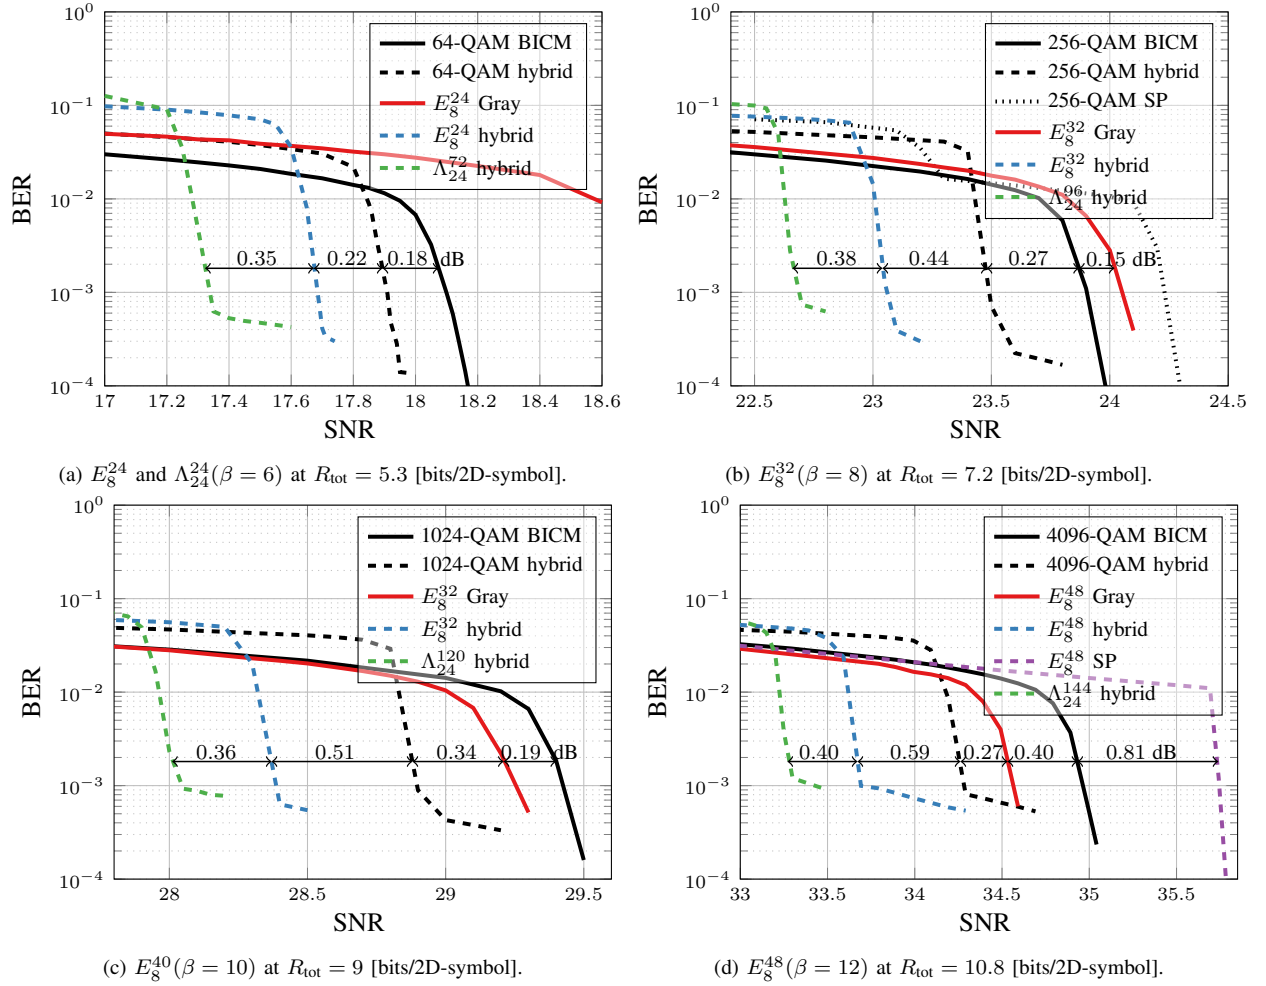 10^0
10^-1
10^-2
10^-3
10^-4
BER
17 17.2 17.4 17.6 17.8 18 18.2 18.4 18.6
SNR
64-QAM BICM
64-QAM hybrid
E_8^24 Gray
E_8^24 hybrid
Λ_24^72 hybrid
0.35 0.22 0.18 dB
(a) E_8^24 and Λ_24^24(β = 6) at R_tot = 5.3 [bits/2D-symbol].
10^0
10^-1
10^-2
10^-3
10^-4
BER
22.5 23 23.5 24 24.5
SNR
256-QAM BICM
256-QAM hybrid
256-QAM SP
E_8^32 Gray
E_8^32 hybrid
Λ_24^96 hybrid
0.38 0.44 0.27 0.15 dB
(b) E_8^32(β = 8) at R_tot = 7.2 [bits/2D-symbol].
10^0
10^-1
10^-2
10^-3
10^-4
BER
28 28.5 29 29.5
SNR
1024-QAM BICM
1024-QAM hybrid
E_8^32 Gray
E_8^32 hybrid
Λ_24^120 hybrid
0.36 0.51 0.34 0.19 dB
(c) E_8^40(β = 10) at R_tot = 9 [bits/2D-symbol].
10^0
10^-1
10^-2
10^-3
10^-4
BER
33 33.5 34 34.5 35 35.5
SNR
4096-QAM BICM
4096-QAM hybrid
E_8^48 Gray
E_8^48 hybrid
E_8^48 SP
Λ_24^144 hybrid
0.40 0.59 0.27 0.40 0.81 dB
(d) E_8^48(β = 12) at R_tot = 10.8 [bits/2D-symbol].